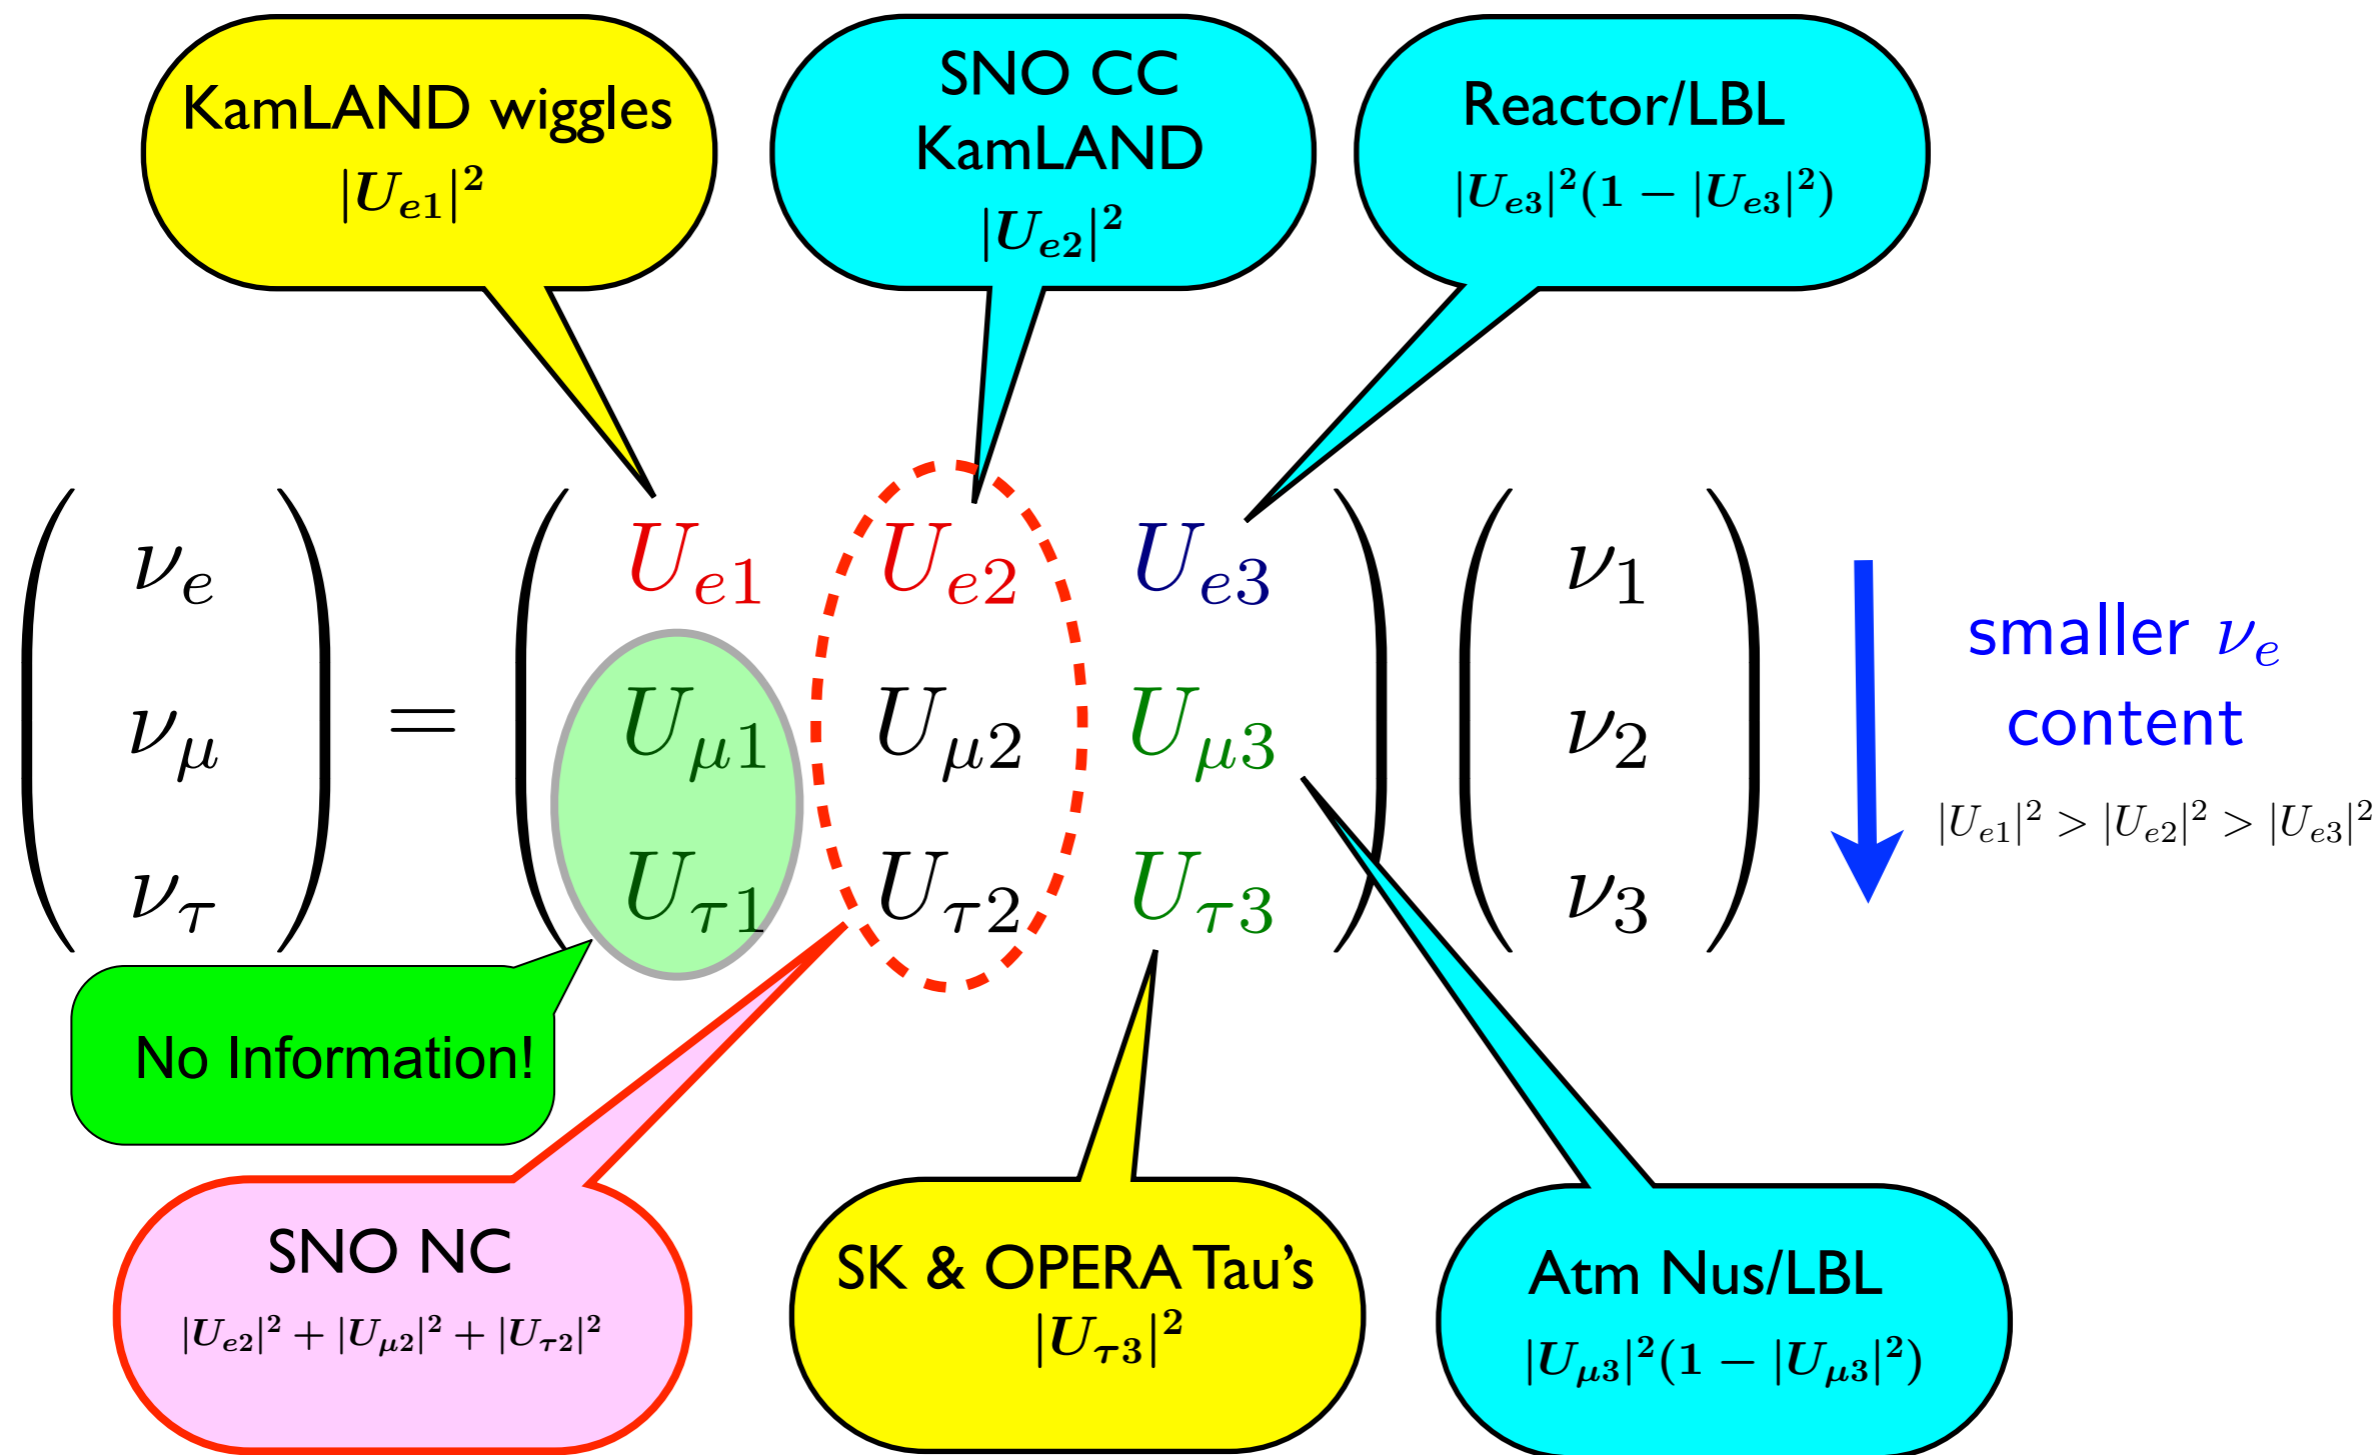 KamLAND wiggles
|U_{e1}|^2
SNO CC
KamLAND
|U_{e2}|^2
Reactor/LBL
|U_{e3}|^2(1 − |U_{e3}|^2)
ν_e = U_{e1} U_{e2} U_{e3} ν_1
ν_μ U_{μ1} U_{μ2} U_{μ3} ν_2
ν_τ U_{τ1} U_{τ2} U_{τ3} ν_3
smaller ν_e
content
|U_{e1}|^2 > |U_{e2}|^2 > |U_{e3}|^2
No Information!
SNO NC
|U_{e2}|^2 + |U_{μ2}|^2 + |U_{τ2}|^2
SK & OPERA Tau's
|U_{τ3}|^2
Atm Nus/LBL
|U_{μ3}|^2(1 − |U_{μ3}|^2)